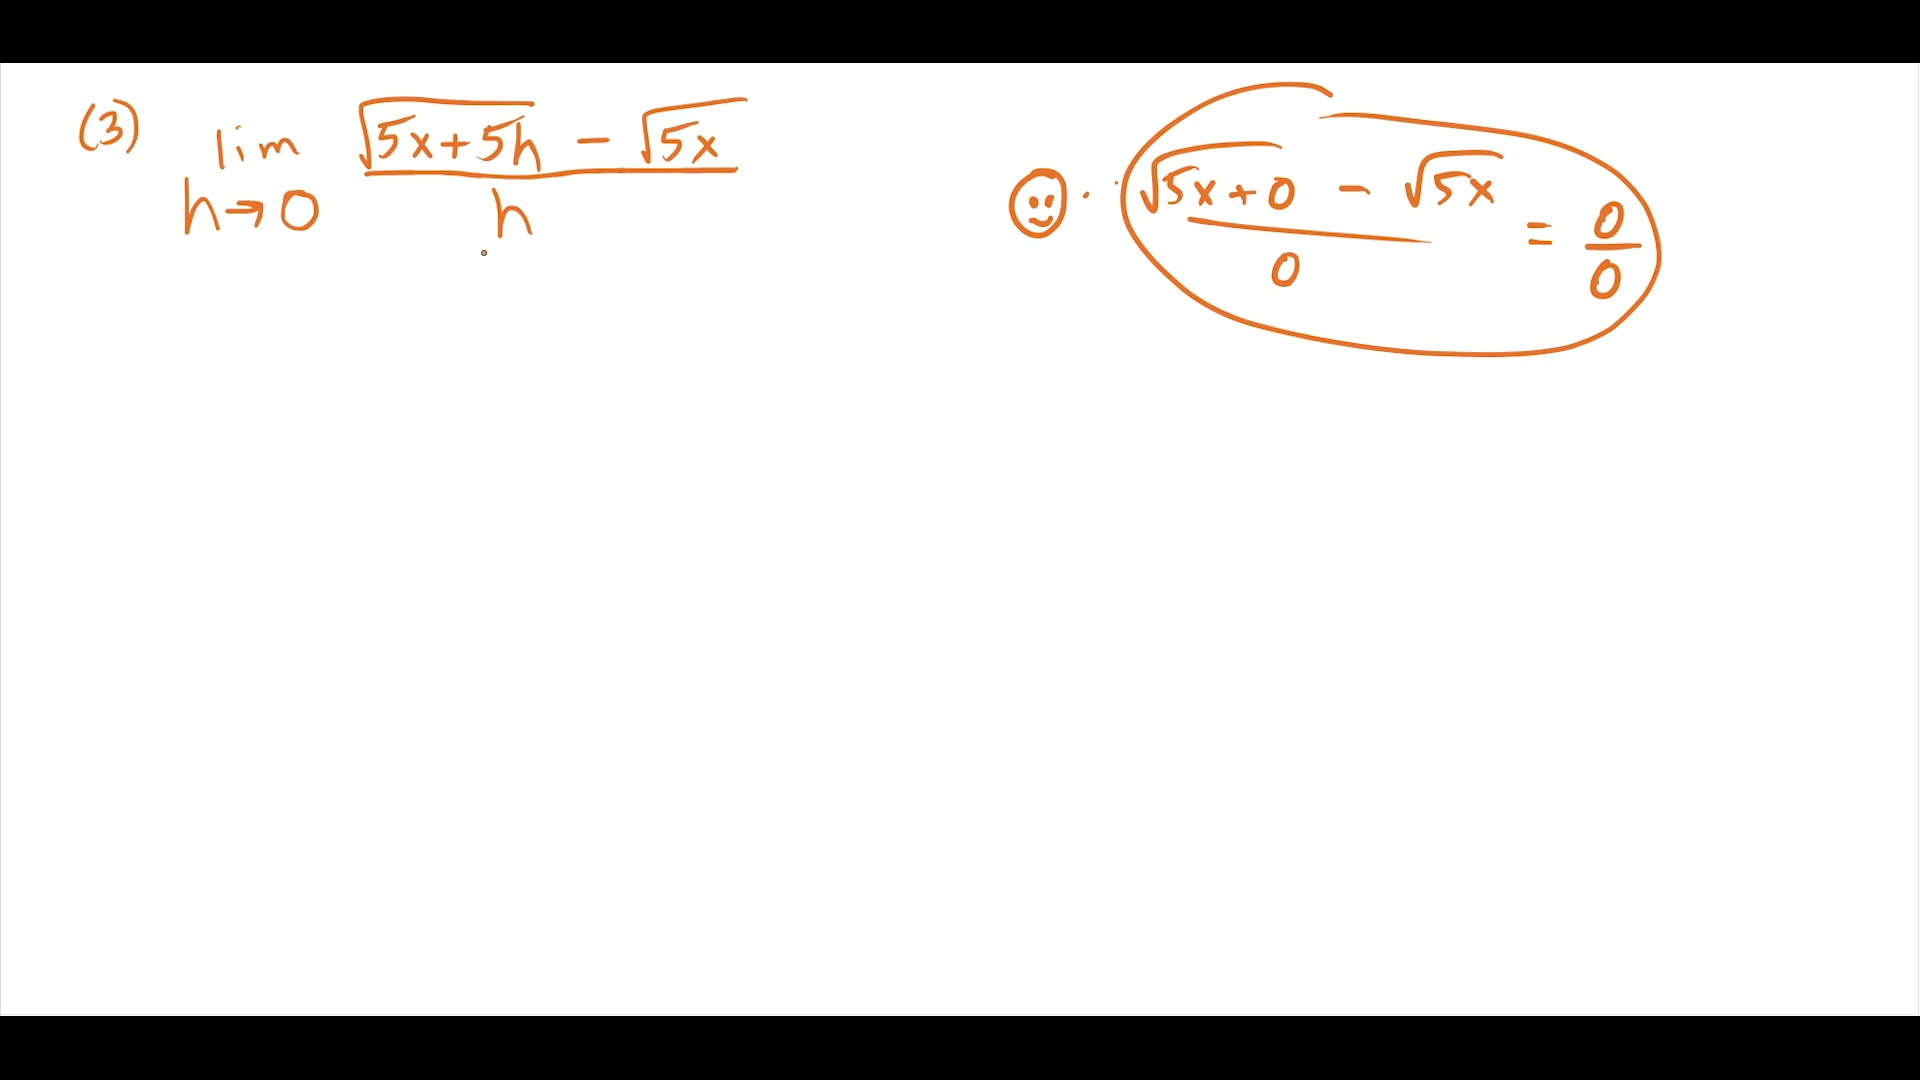 (3) lim h→0 (√(5x+5h) − √(5x)) / h
(√(5x+0) − √(5x)) / 0 = 0/0